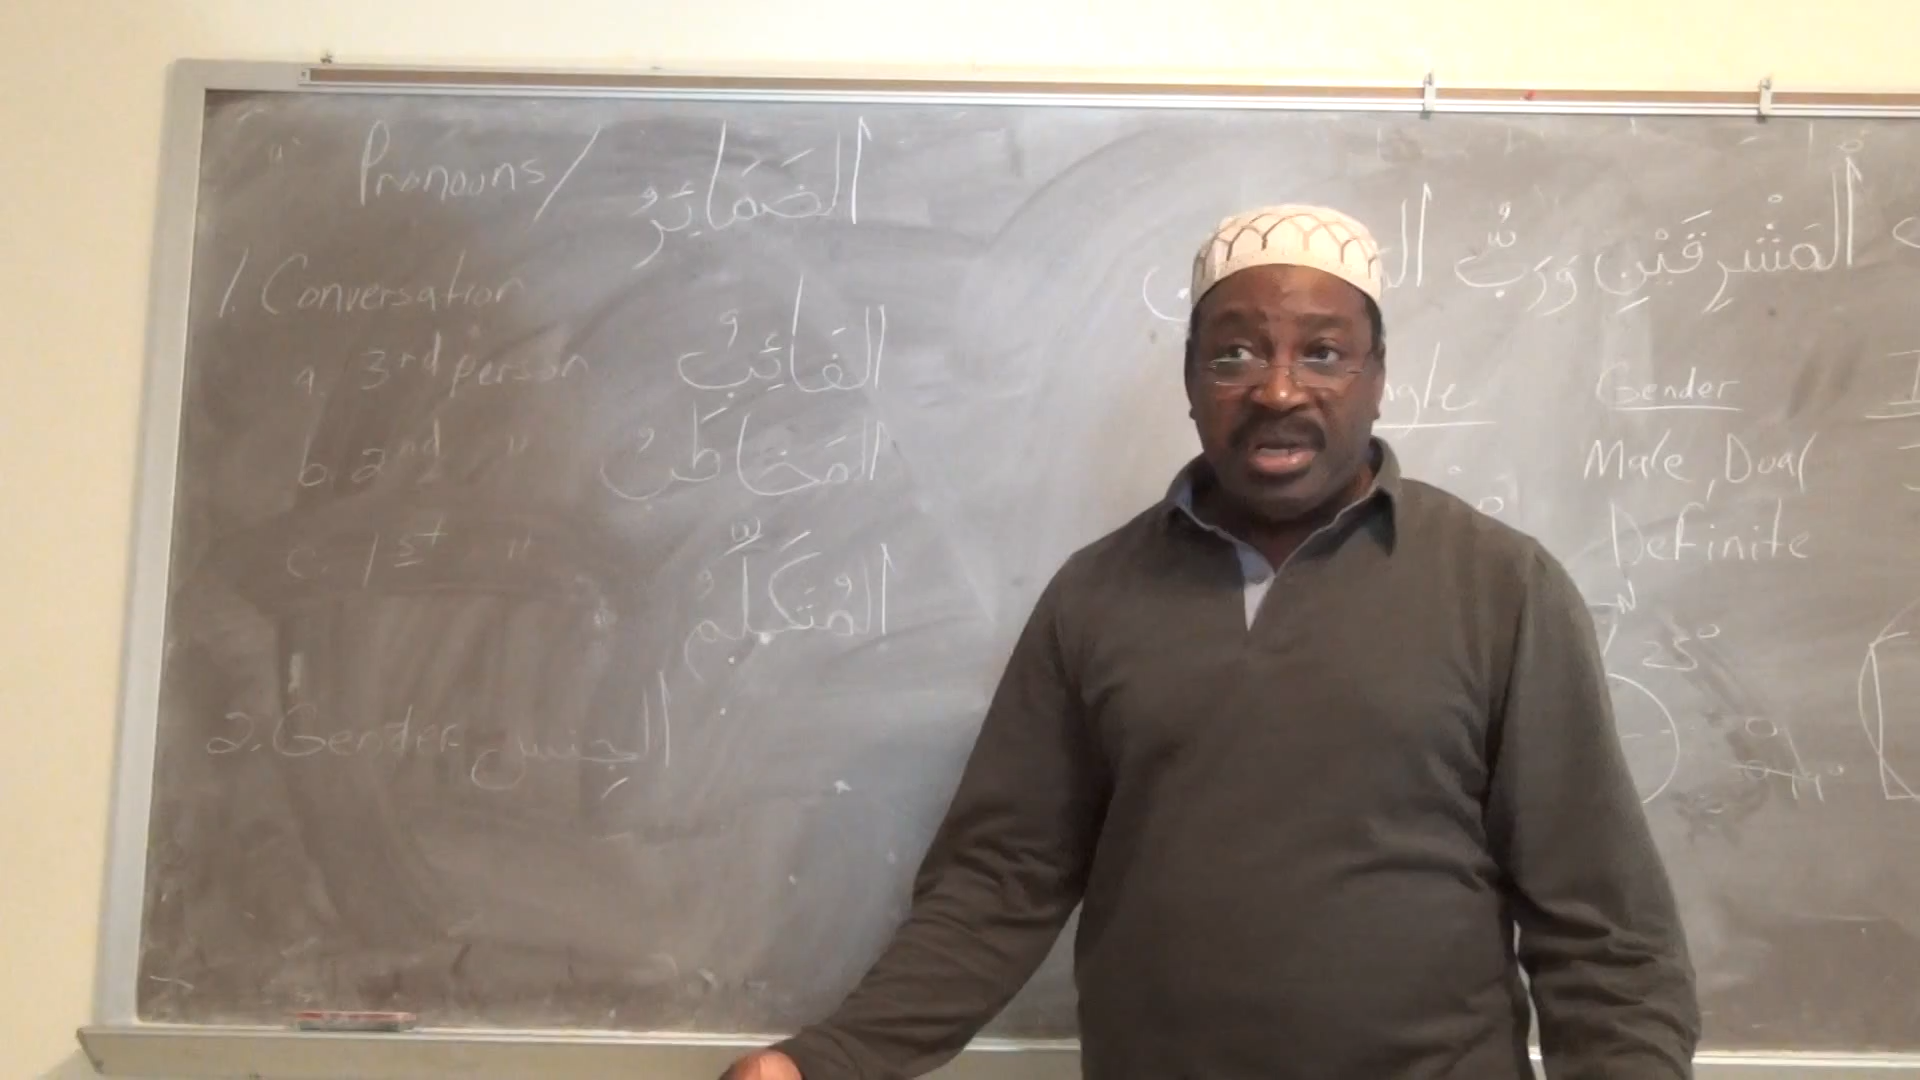 Pronouns / الضَمَائِرُ
1. Conversation
a. 3rd person الغَائِبُ
b. 2nd " المُخَاطَبُ
c. 1st " المُتَكَلِّمُ
2. Gender الجِنس
المَشْرِقَيْنِ وَرَبُّ
Gender
Male, Dual
Definite
N
25°